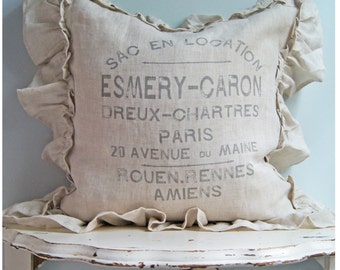 SAC EN LOCATION
ESMERY-CARON
DREUX-CHARTRES
PARIS
20 AVENUE DU MAINE
ROUEN.RENNES
AMIENS